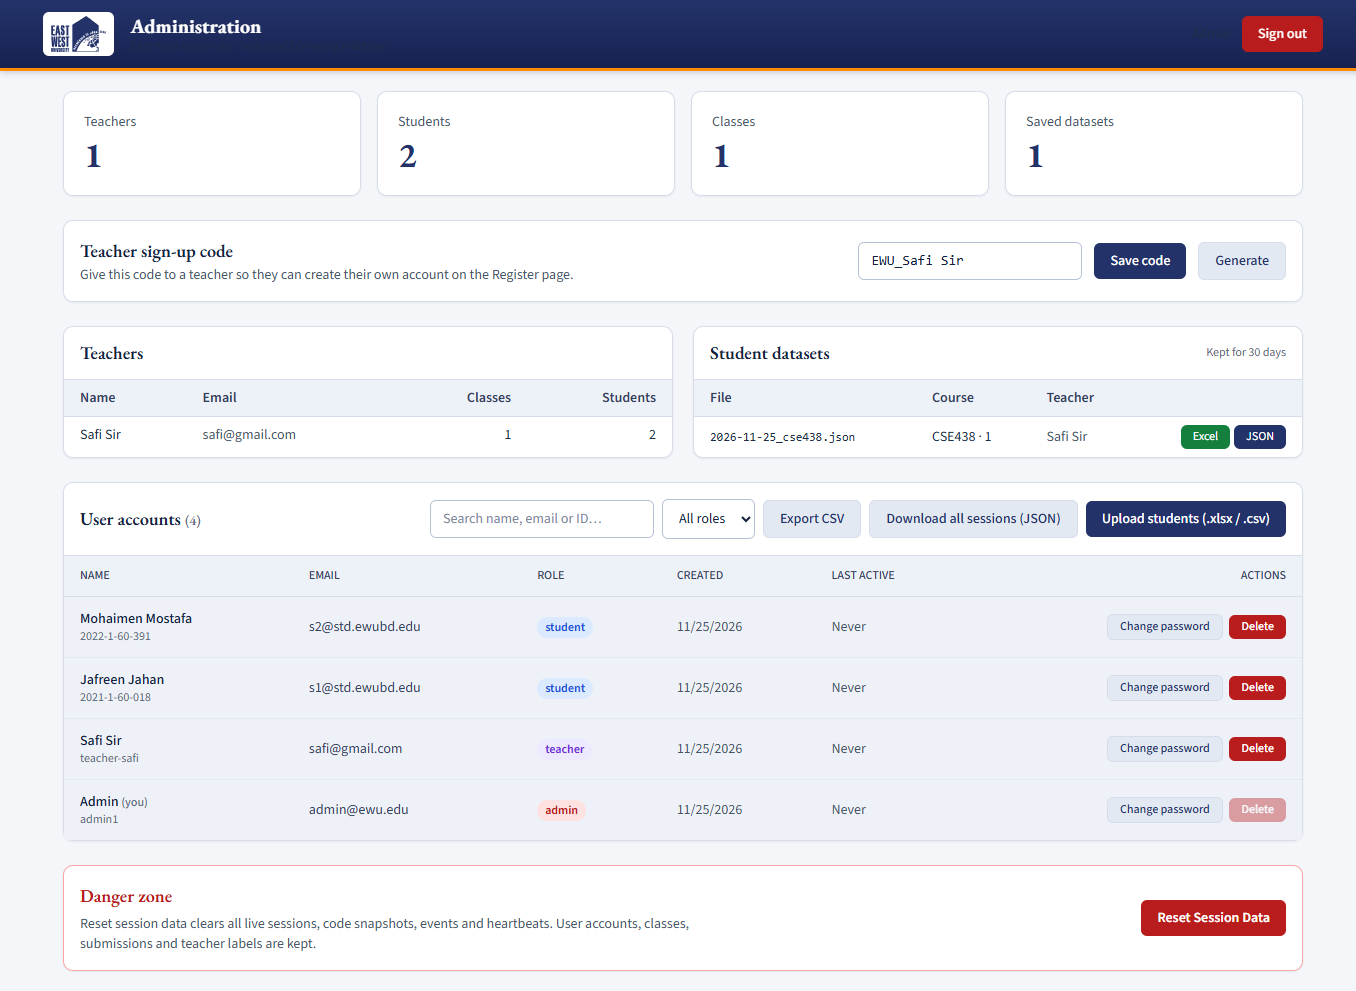 EAST
WEST
UNIVERSITY
Administration
Sign out
Teachers
1
Students
2
Classes
1
Saved datasets
1
Teacher sign-up code
Give this code to a teacher so they can create their own account on the Register page.
EWU_Safi Sir
Save code
Generate
Teachers
Name Email Classes Students
Safi Sir safi@gmail.com 1 2
Student datasets
Kept for 30 days
File Course Teacher
2026-11-25_cse438.json CSE438 · 1 Safi Sir Excel JSON
User accounts (4)
Search name, email or ID…
All roles
Export CSV
Download all sessions (JSON)
Upload students (.xlsx / .csv)
NAME EMAIL ROLE CREATED LAST ACTIVE ACTIONS
Mohaimen Mostafa
2022-1-60-391
s2@std.ewubd.edu student 11/25/2026 Never Change password Delete
Jafreen Jahan
2021-1-60-018
s1@std.ewubd.edu student 11/25/2026 Never Change password Delete
Safi Sir
teacher-safi
safi@gmail.com teacher 11/25/2026 Never Change password Delete
Admin (you)
admin1
admin@ewu.edu admin 11/25/2026 Never Change password Delete
Danger zone
Reset session data clears all live sessions, code snapshots, events and heartbeats. User accounts, classes,
submissions and teacher labels are kept.
Reset Session Data